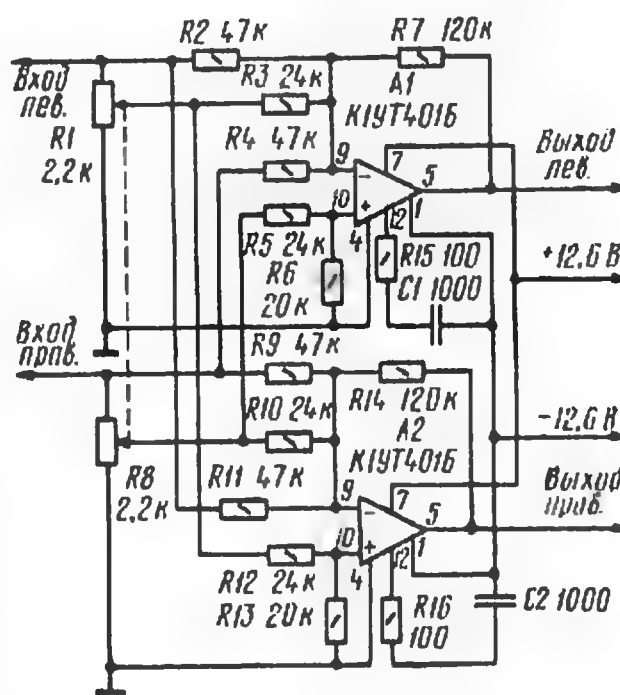 R2 47к
R7 120к
Вход
лев.
R3 24к
А1
К1УТ401Б
R1
2,2к
R4 47к
9
7
5
Выход
лев.
10
4
12
1
R5 24к
R6
20к
R15 100
C1 1000
+12,6 В
Вход
прав.
R9 47к
R10 24к
R14 120к
А2
К1УТ401Б
-12,6 В
R8
2,2к
R11 47к
9
7
5
Выход
прав.
10
4
12
1
R12 24к
R13 20к
R16
100
C2 1000